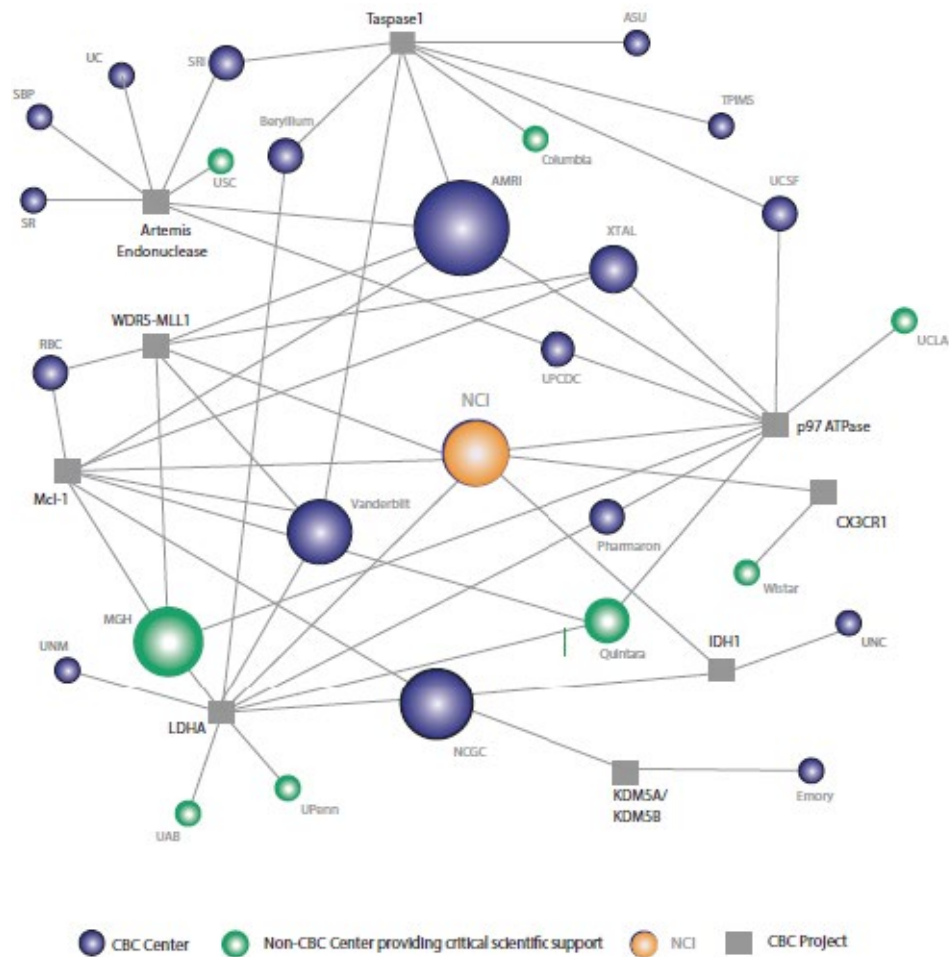 Taspase1
ASU
UC
SRI
SBP
TPIMS
Beryllium
Columbia
USC
AMRI
UCSF
SR
Artemis
Endonuclease
XTAL
WDR5-MLL1
UCLA
RBC
UPCDC
NCI
p97 ATPase
Mcl-1
Vanderbilt
CX3CR1
Pharmaron
Wistar
MGH
UNM
IDH1
UNC
Quintara
LDHA
NCGC
KDM5A/
KDM5B
Emory
UPenn
UAB
CBC Center
Non-CBC Center providing critical scientific support
NCI
CBC Project